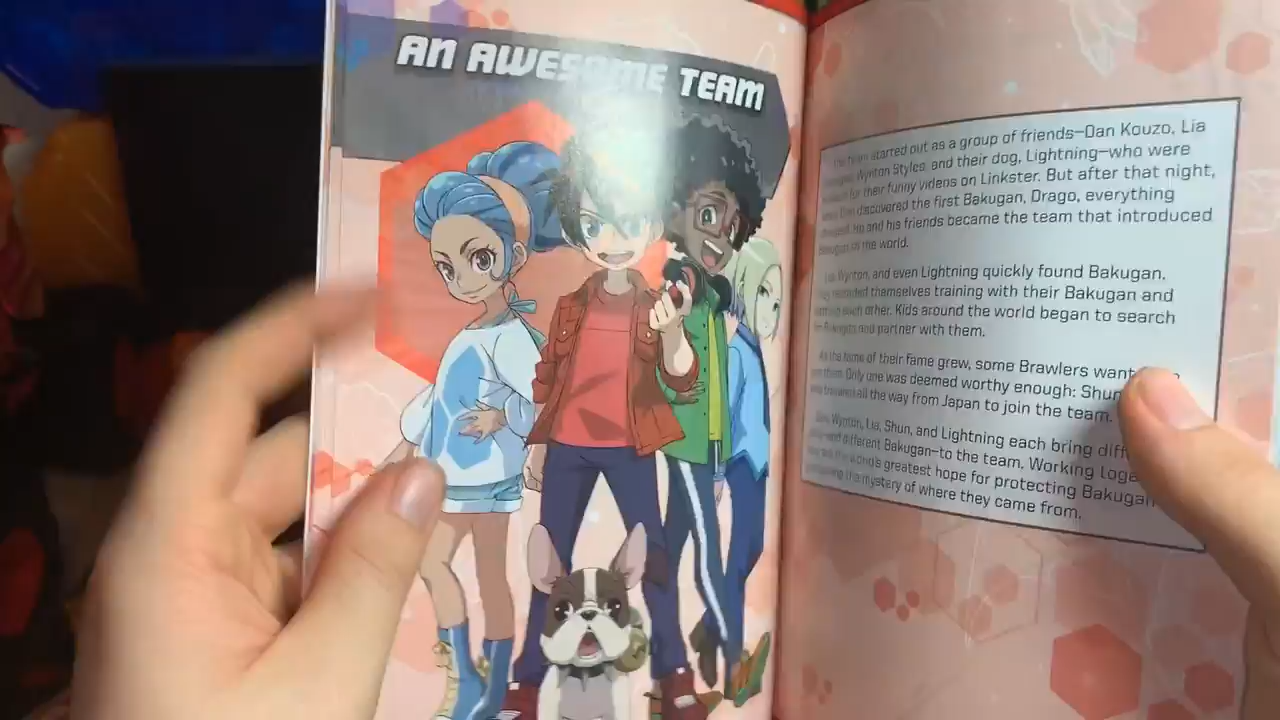 AN AWESOME TEAM
team started out as a group of friends—Dan Kouzo, Lia
Wynton Styles, and their dog, Lightning—who were
for their funny videos on Linkster. But after that night,
discovered the first Bakugan, Drago, everything
He and his friends became the team that introduced
the world.
Wynton, and even Lightning quickly found Bakugan.
themselves training with their Bakugan and
each other. Kids around the world began to search
and partner with them.
As the fame of their fame grew, some Brawlers want
them. Only one was deemed worthy enough: Shun
all the way from Japan to join the team.
Wynton, Lia, Shun, and Lightning each bring diff
different Bakugan—to the team. Working
world's greatest hope for protecting Bakugan
the mystery of where they came from.